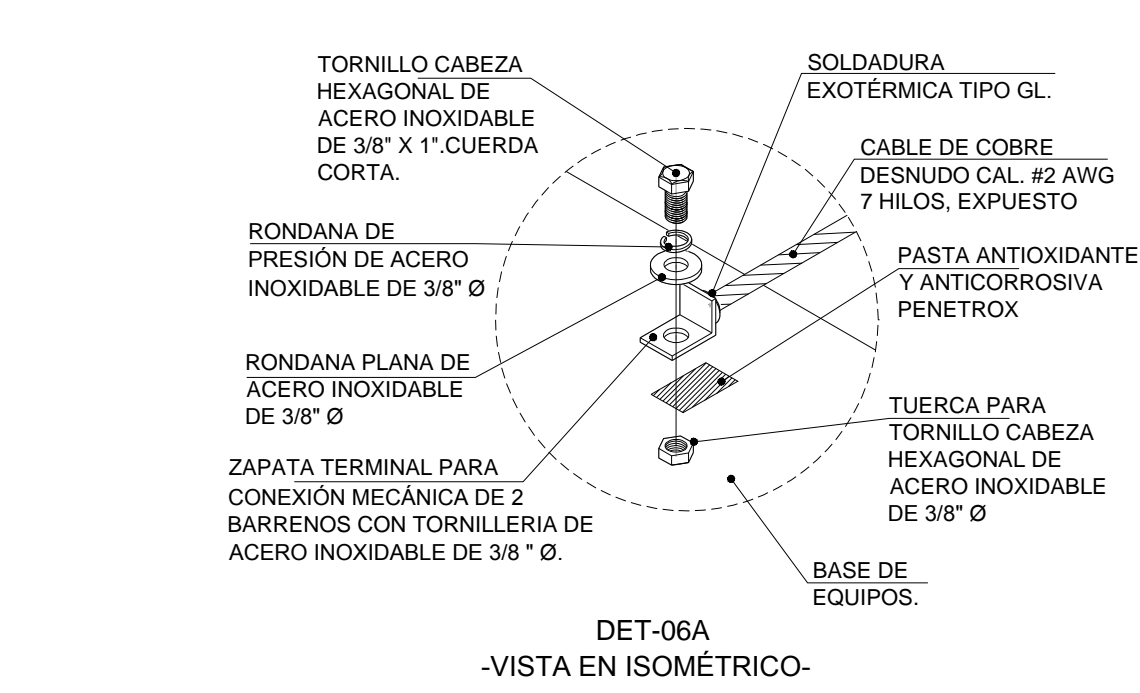 TORNILLO CABEZA
HEXAGONAL DE
ACERO INOXIDABLE
DE 3/8" X 1".CUERDA
CORTA.
RONDANA DE
PRESIÓN DE ACERO
INOXIDABLE DE 3/8" Ø
RONDANA PLANA DE
ACERO INOXIDABLE
DE 3/8" Ø
ZAPATA TERMINAL PARA
CONEXIÓN MECÁNICA DE 2
BARRENOS CON TORNILLERIA DE
ACERO INOXIDABLE DE 3/8 " Ø.
SOLDADURA
EXOTÉRMICA TIPO GL.
CABLE DE COBRE
DESNUDO CAL. #2 AWG
7 HILOS, EXPUESTO
PASTA ANTIOXIDANTE
Y ANTICORROSIVA
PENETROX
TUERCA PARA
TORNILLO CABEZA
HEXAGONAL DE
ACERO INOXIDABLE
DE 3/8" Ø
BASE DE
EQUIPOS.
DET-06A
-VISTA EN ISOMÉTRICO-